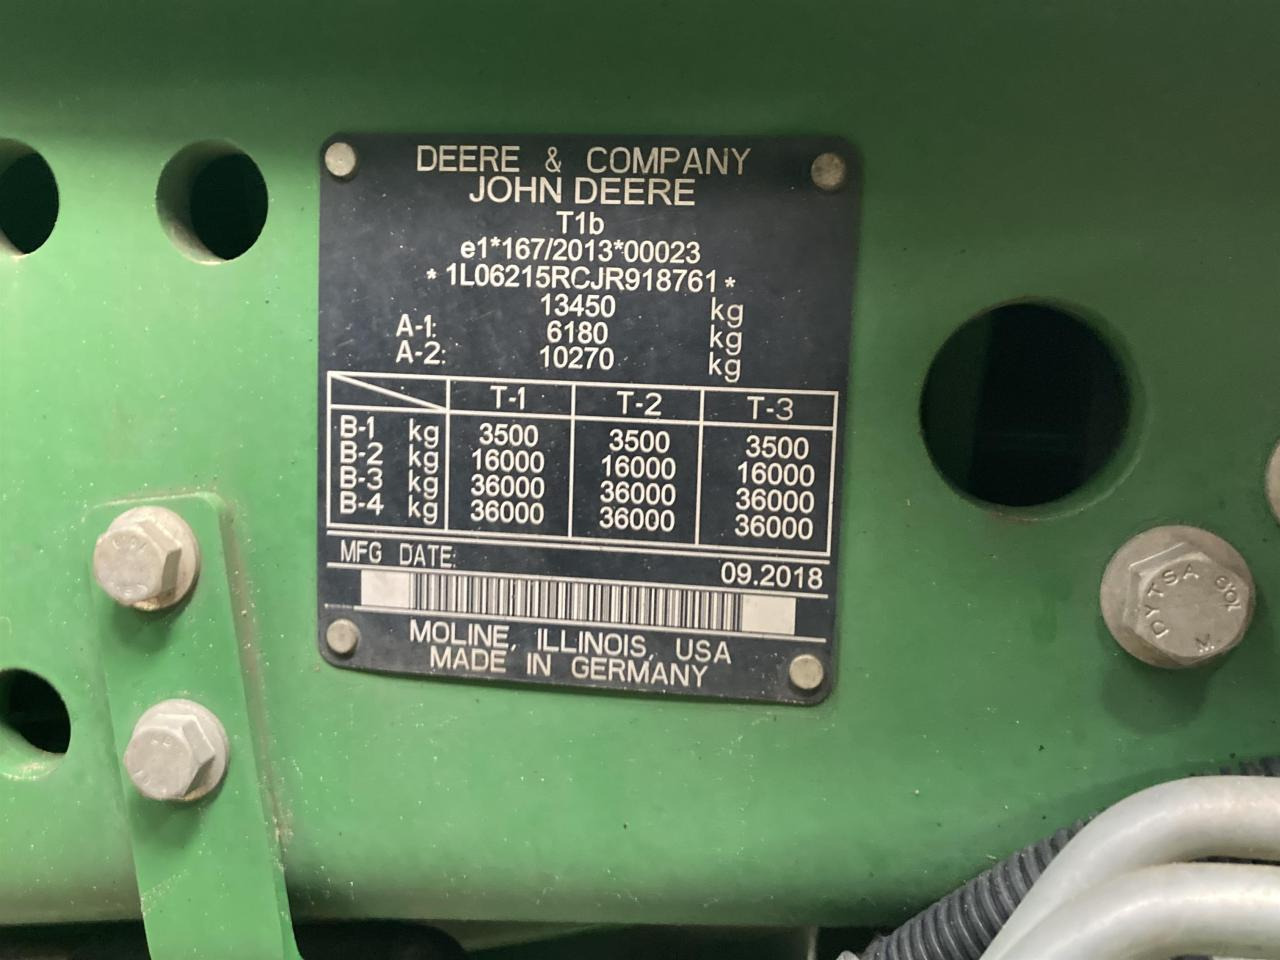 DEERE & COMPANY
JOHN DEERE
T1b
e1*167/2013*00023
*1L06215RCJR918761*
13450 kg
A-1: 6180 kg
A-2: 10270 kg
T-1 T-2 T-3
B-1 kg 3500 3500 3500
B-2 kg 16000 16000 16000
B-3 kg 36000 36000 36000
B-4 kg 36000 36000 36000
MFG DATE: 09.2018
MOLINE, ILLINOIS, USA
MADE IN GERMANY
DYTSA
M